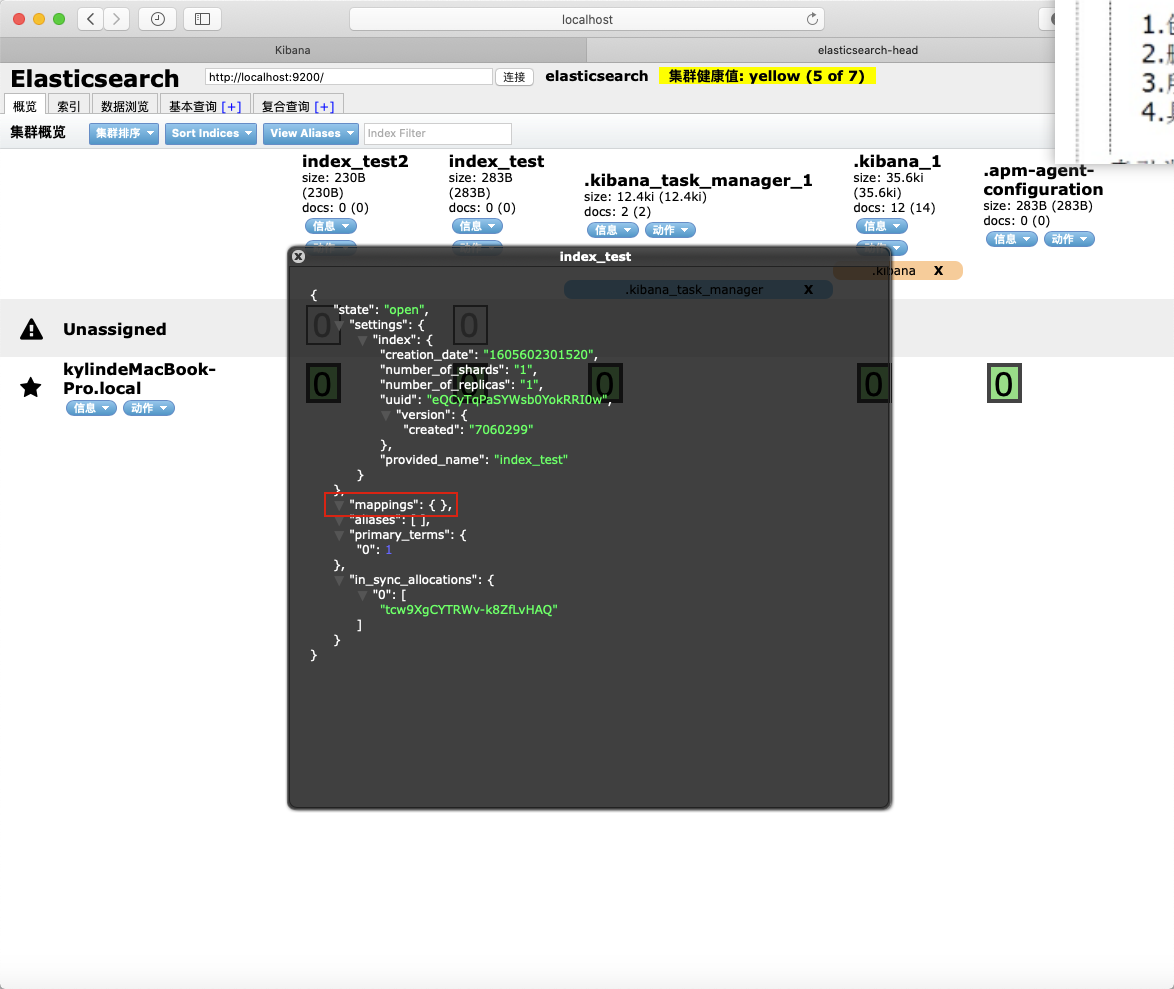 localhost
Kibana
elasticsearch-head
Elasticsearch
http://localhost:9200/
连接
elasticsearch
集群健康值: yellow (5 of 7)
概览
索引
数据浏览
基本查询 [+]
复合查询 [+]
集群概览
集群排序
Sort Indices
View Aliases
Index Filter
1.
2.
3.
4.
index_test2
size: 230B
(230B)
docs: 0 (0)
信息
动作
index_test
size: 283B
(283B)
docs: 0 (0)
信息
动作
.kibana_task_manager_1
size: 12.4ki (12.4ki)
docs: 2 (2)
信息
动作
.kibana_1
size: 35.6ki
(35.6ki)
docs: 12 (14)
信息
动作
.apm-agent-
configuration
size: 283B (283B)
docs: 0 (0)
信息
动作
.kibana X
.kibana_task_manager X
Unassigned
0
0
kylindeMacBook-
Pro.local
信息
动作
0
0
0
0
0
index_test
{
"state": "open",
"settings": {
"index": {
"creation_date": "1605602301520",
"number_of_shards": "1",
"number_of_replicas": "1",
"uuid": "eQCyTqPaSYWsb0YokRRI0w",
"version": {
"created": "7060299"
},
"provided_name": "index_test"
}
},
"mappings": { },
"aliases": [ ],
"primary_terms": {
"0": 1
},
"in_sync_allocations": {
"0": [
"tcw9XgCYTRWv-k8ZfLvHAQ"
]
}
}